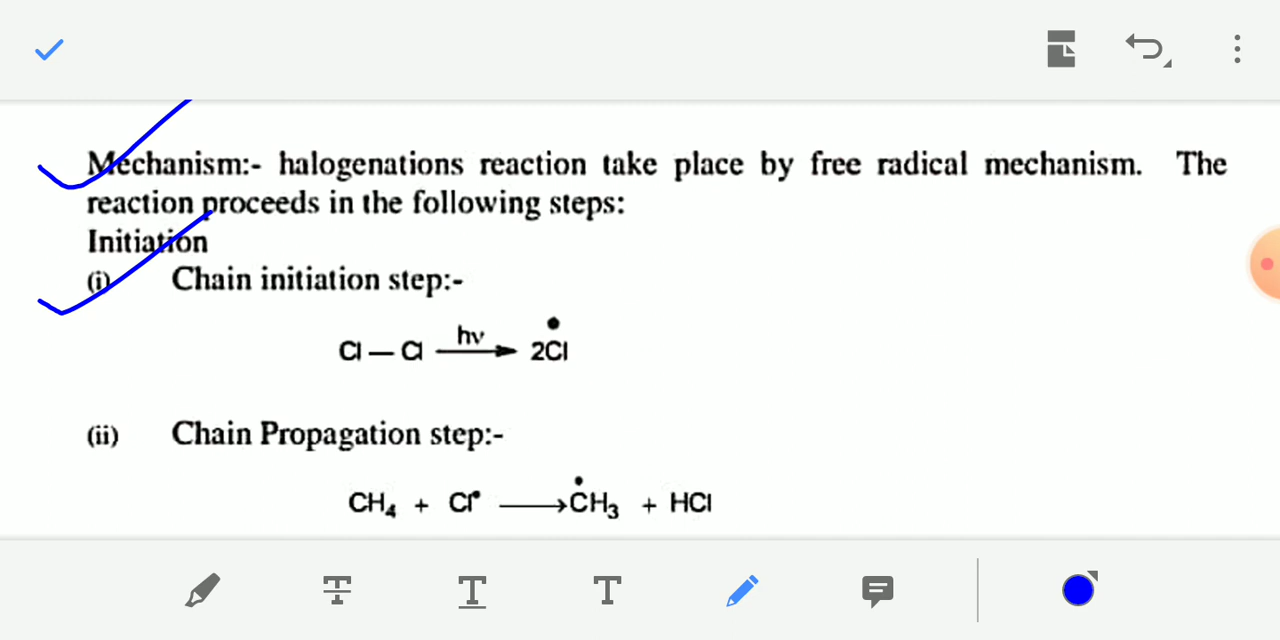 Mechanism:- halogenations reaction take place by free radical mechanism. The
reaction proceeds in the following steps:
Initiation
(i) Chain initiation step:-
Cl — Cl hν → 2Cl•
(ii) Chain Propagation step:-
CH₄ + Cl• ⟶ •CH₃ + HCl